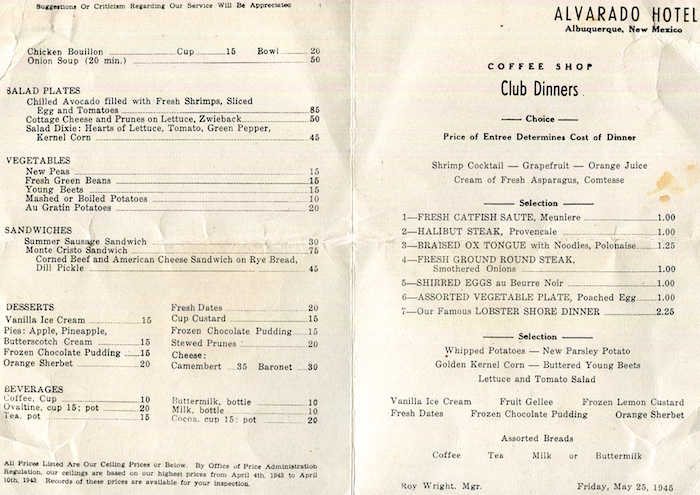 Suggestions Or Criticism Regarding Our Service Will Be Appreciated
Chicken Bouillon Cup 15 Bowl 20
Onion Soup (20 min.) 50
SALAD PLATES
Chilled Avocado filled with Fresh Shrimps, Sliced
Egg and Tomatoes 85
Cottage Cheese and Prunes on Lettuce, Zwieback 50
Salad Dixie: Hearts of Lettuce, Tomato, Green Pepper,
Kernel Corn 45
VEGETABLES
New Peas 15
Fresh Green Beans 15
Young Beets 15
Mashed or Boiled Potatoes 10
Au Gratin Potatoes 20
SANDWICHES
Summer Sausage Sandwich 30
Monte Cristo Sandwich 75
Corned Beef and American Cheese Sandwich on Rye Bread,
Dill Pickle 45
DESSERTS
Vanilla Ice Cream 15
Pies: Apple, Pineapple,
Butterscotch Cream 15
Frozen Chocolate Pudding 15
Orange Sherbet 20
Fresh Dates 20
Cup Custard 15
Frozen Chocolate Pudding 15
Stewed Prunes 20
Cheese:
Camembert 35 Baronet 30
BEVERAGES
Coffee, Cup 10
Ovaltine, cup 15; pot 20
Tea, pot 15
Buttermilk, bottle 10
Milk, bottle 10
Cocoa, cup 15; pot 20
All Prices Listed Are Our Ceiling Prices or Below. By Office of Price Administration
Regulation, our ceilings are based on our highest prices from April 4th, 1943 to April
10th, 1943. Records of these prices are available for your inspection.
ALVARADO HOTEL
Albuquerque, New Mexico
COFFEE SHOP
Club Dinners
Choice
Price of Entree Determines Cost of Dinner
Shrimp Cocktail — Grapefruit — Orange Juice
Cream of Fresh Asparagus, Comtesse
Selection
1—FRESH CATFISH SAUTE, Meuniere 1.00
2—HALIBUT STEAK, Provencale 1.00
3—BRAISED OX TONGUE with Noodles, Polonaise 1.25
4—FRESH GROUND ROUND STEAK,
Smothered Onions 1.00
5—SHIRRED EGGS au Beurre Noir 1.00
6—ASSORTED VEGETABLE PLATE, Poached Egg 1.00
7—Our Famous LOBSTER SHORE DINNER 2.25
Selection
Whipped Potatoes — New Parsley Potato
Golden Kernel Corn — Buttered Young Beets
Lettuce and Tomato Salad
Vanilla Ice Cream Fruit Gellee Frozen Lemon Custard
Fresh Dates Frozen Chocolate Pudding Orange Sherbet
Assorted Breads
Coffee Tea Milk or Buttermilk
Roy Wright, Mgr. Friday, May 25, 1945